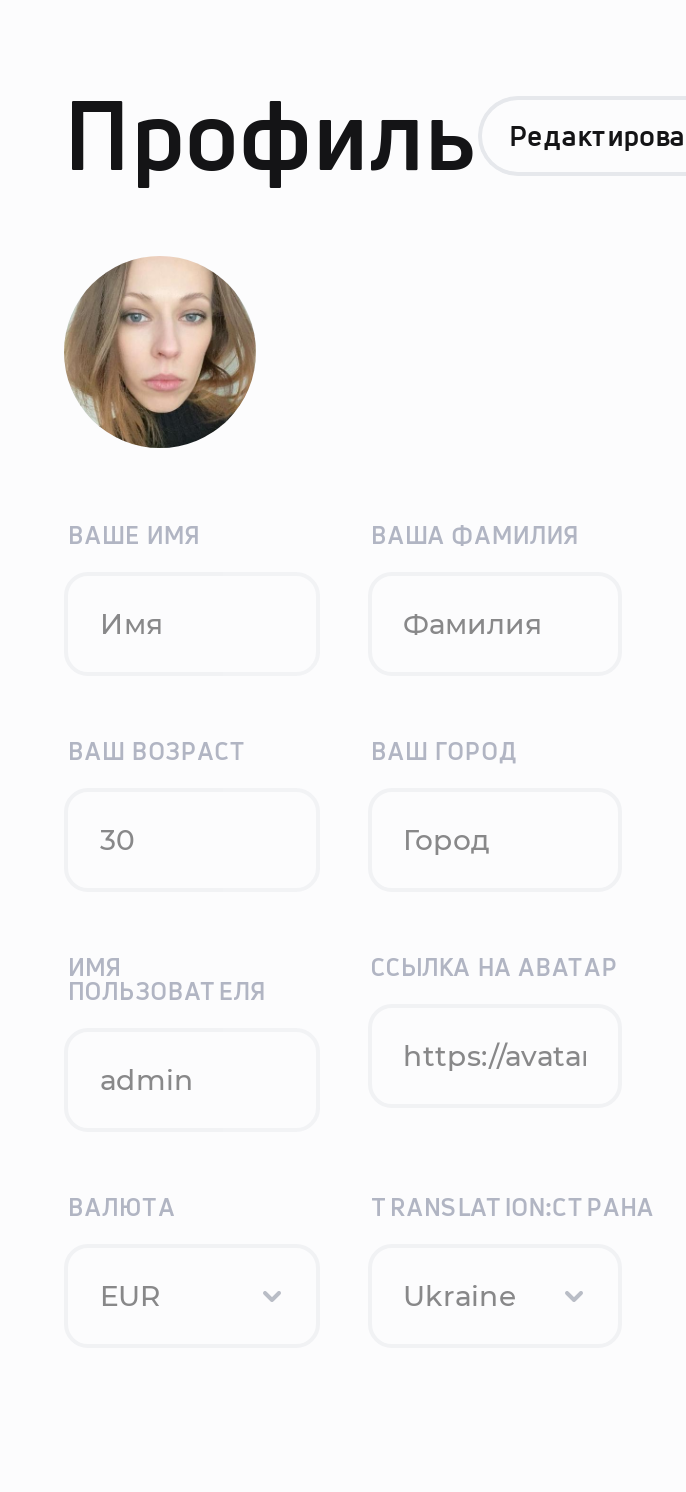 Профиль
Редактирова
ВАШЕ ИМЯ
ВАША ФАМИЛИЯ
Имя
Фамилия
ВАШ ВОЗРАСТ
ВАШ ГОРОД
30
Город
ИМЯ
ПОЛЬЗОВАТЕЛЯ
ССЫЛКА НА АВАТАР
admin
https://avatar
ВАЛЮТА
TRANSLATION:СТРАНА
EUR
Ukraine